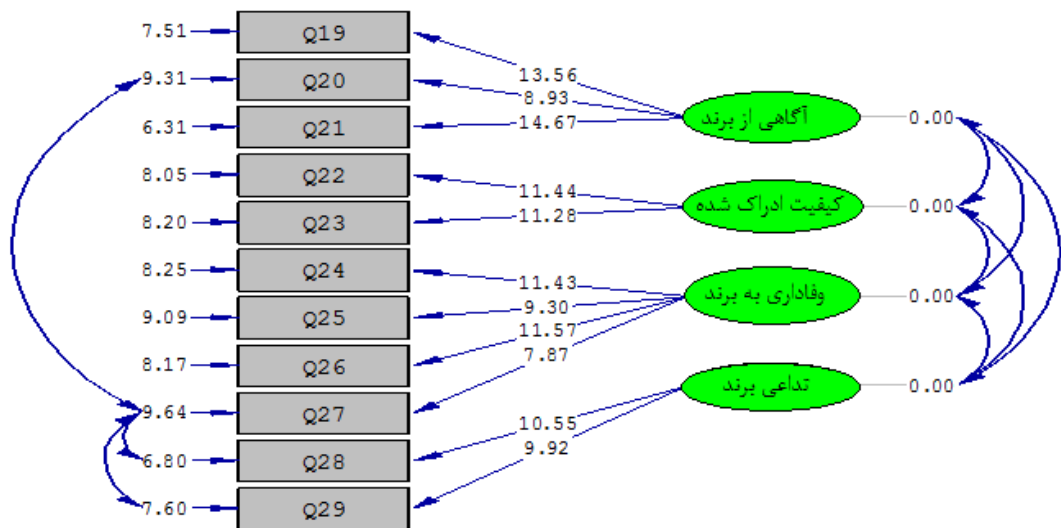 7.51 Q19
9.31 Q20
6.31 Q21
8.05 Q22
8.20 Q23
8.25 Q24
9.09 Q25
8.17 Q26
9.64 Q27
6.80 Q28
7.60 Q29
13.56
8.93
14.67
11.44
11.28
11.43
9.30
11.57
7.87
10.55
9.92
آگاهی از برند 0.00
کیفیت ادراک شده 0.00
وفاداری به برند 0.00
تداعی برند 0.00